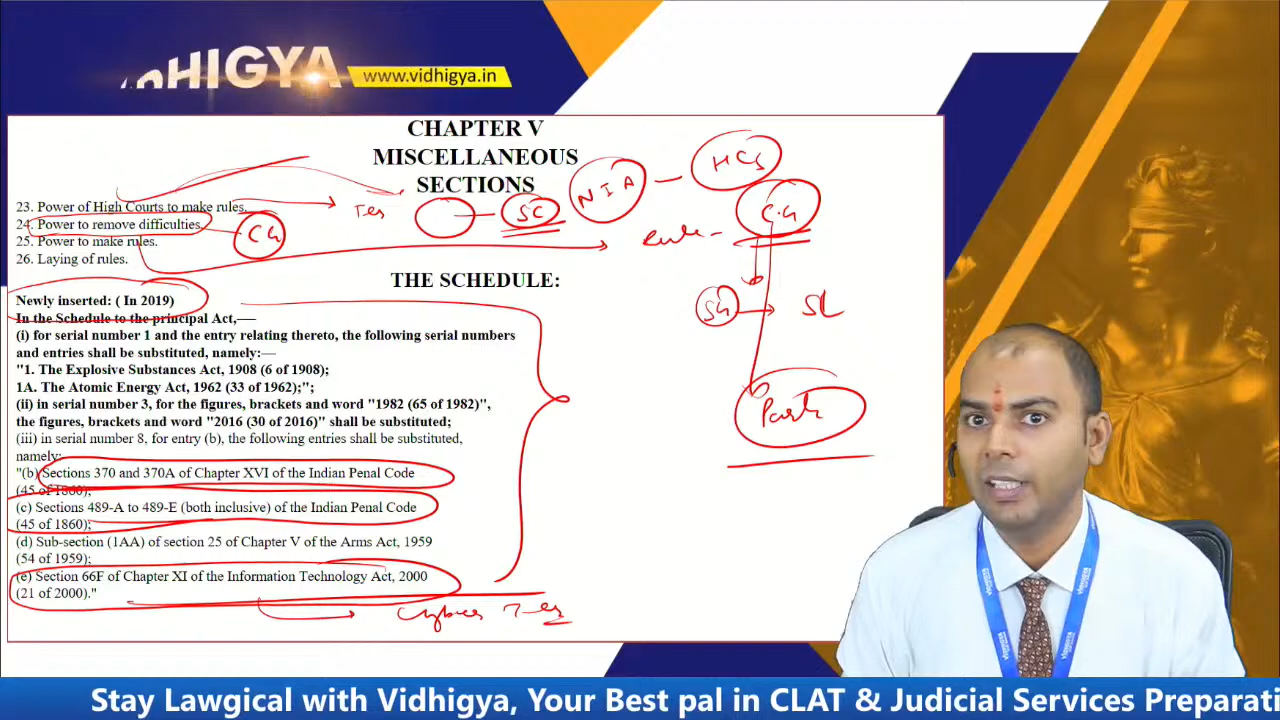 VIDHIGYA
www.vidhigya.in
CHAPTER V
MISCELLANEOUS
SECTIONS
23. Power of High Courts to make rules.
24. Power to remove difficulties.
25. Power to make rules.
26. Laying of rules.
Ter
SC
NIA
HCs
CG
C.G
Rule
THE SCHEDULE:
Newly inserted: ( In 2019)
In the Schedule to the principal Act,—
(i) for serial number 1 and the entry relating thereto, the following serial numbers
and entries shall be substituted, namely:—
"1. The Explosive Substances Act, 1908 (6 of 1908);
1A. The Atomic Energy Act, 1962 (33 of 1962);";
(ii) in serial number 3, for the figures, brackets and word "1982 (65 of 1982)",
the figures, brackets and word "2016 (30 of 2016)" shall be substituted;
(iii) in serial number 8, for entry (b), the following entries shall be substituted,
namely:
"(b) Sections 370 and 370A of Chapter XVI of the Indian Penal Code
(45 of 1860);
(c) Sections 489-A to 489-E (both inclusive) of the Indian Penal Code
(45 of 1860);
(d) Sub-section (1AA) of section 25 of Chapter V of the Arms Act, 1959
(54 of 1959);
(e) Section 66F of Chapter XI of the Information Technology Act, 2000
(21 of 2000)."
SG
SL
Parlt
Cyber Ter
Stay Lawgical with Vidhigya, Your Best pal in CLAT & Judicial Services Preparati